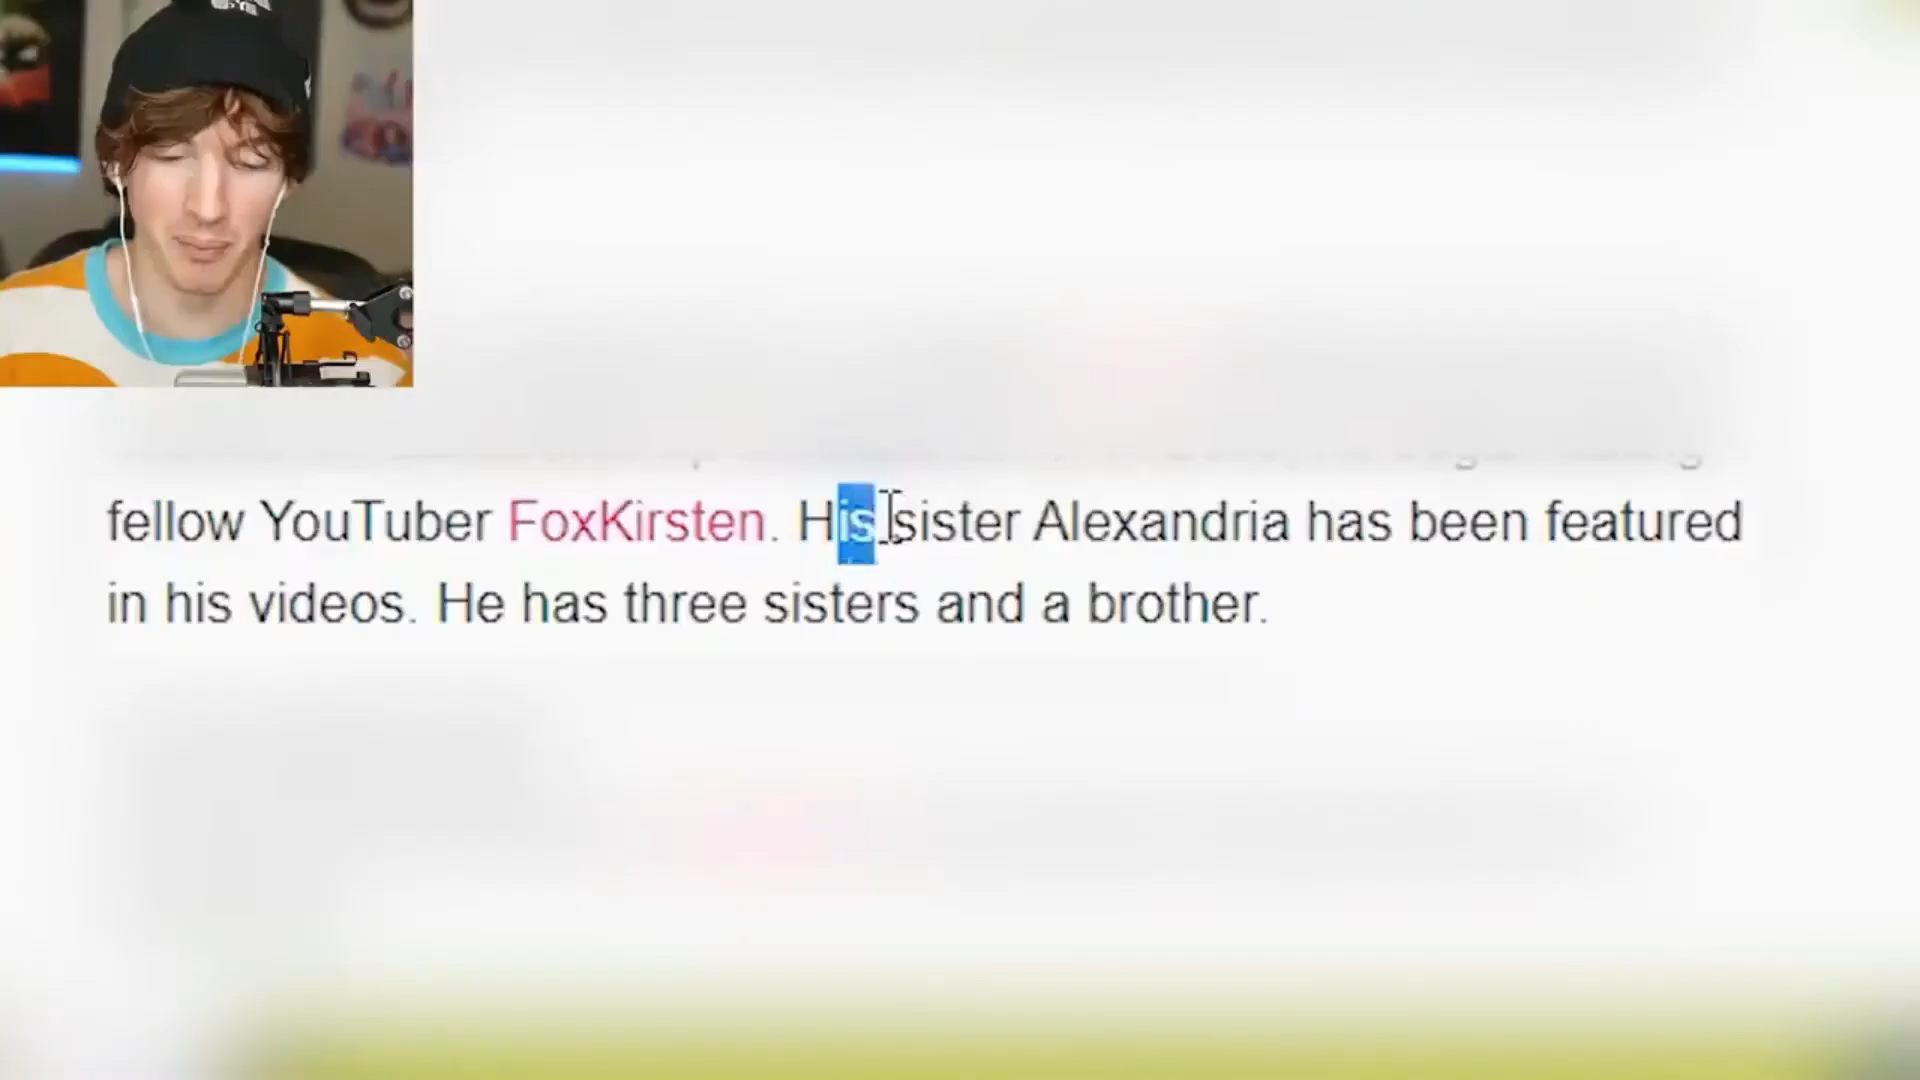 fellow YouTuber FoxKirsten. His sister Alexandria has been featured
in his videos. He has three sisters and a brother.